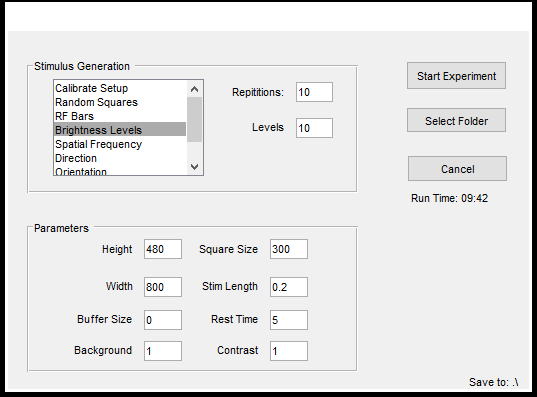 Stimulus Generation
Calibrate Setup
Random Squares
RF Bars
Brightness Levels
Spatial Frequency
Direction
Orientation
Repititions: 10
Levels 10
Start Experiment
Select Folder
Cancel
Run Time: 09:42
Parameters
Height 480 Square Size 300
Width 800 Stim Length 0.2
Buffer Size 0 Rest Time 5
Background 1 Contrast 1
Save to: .\